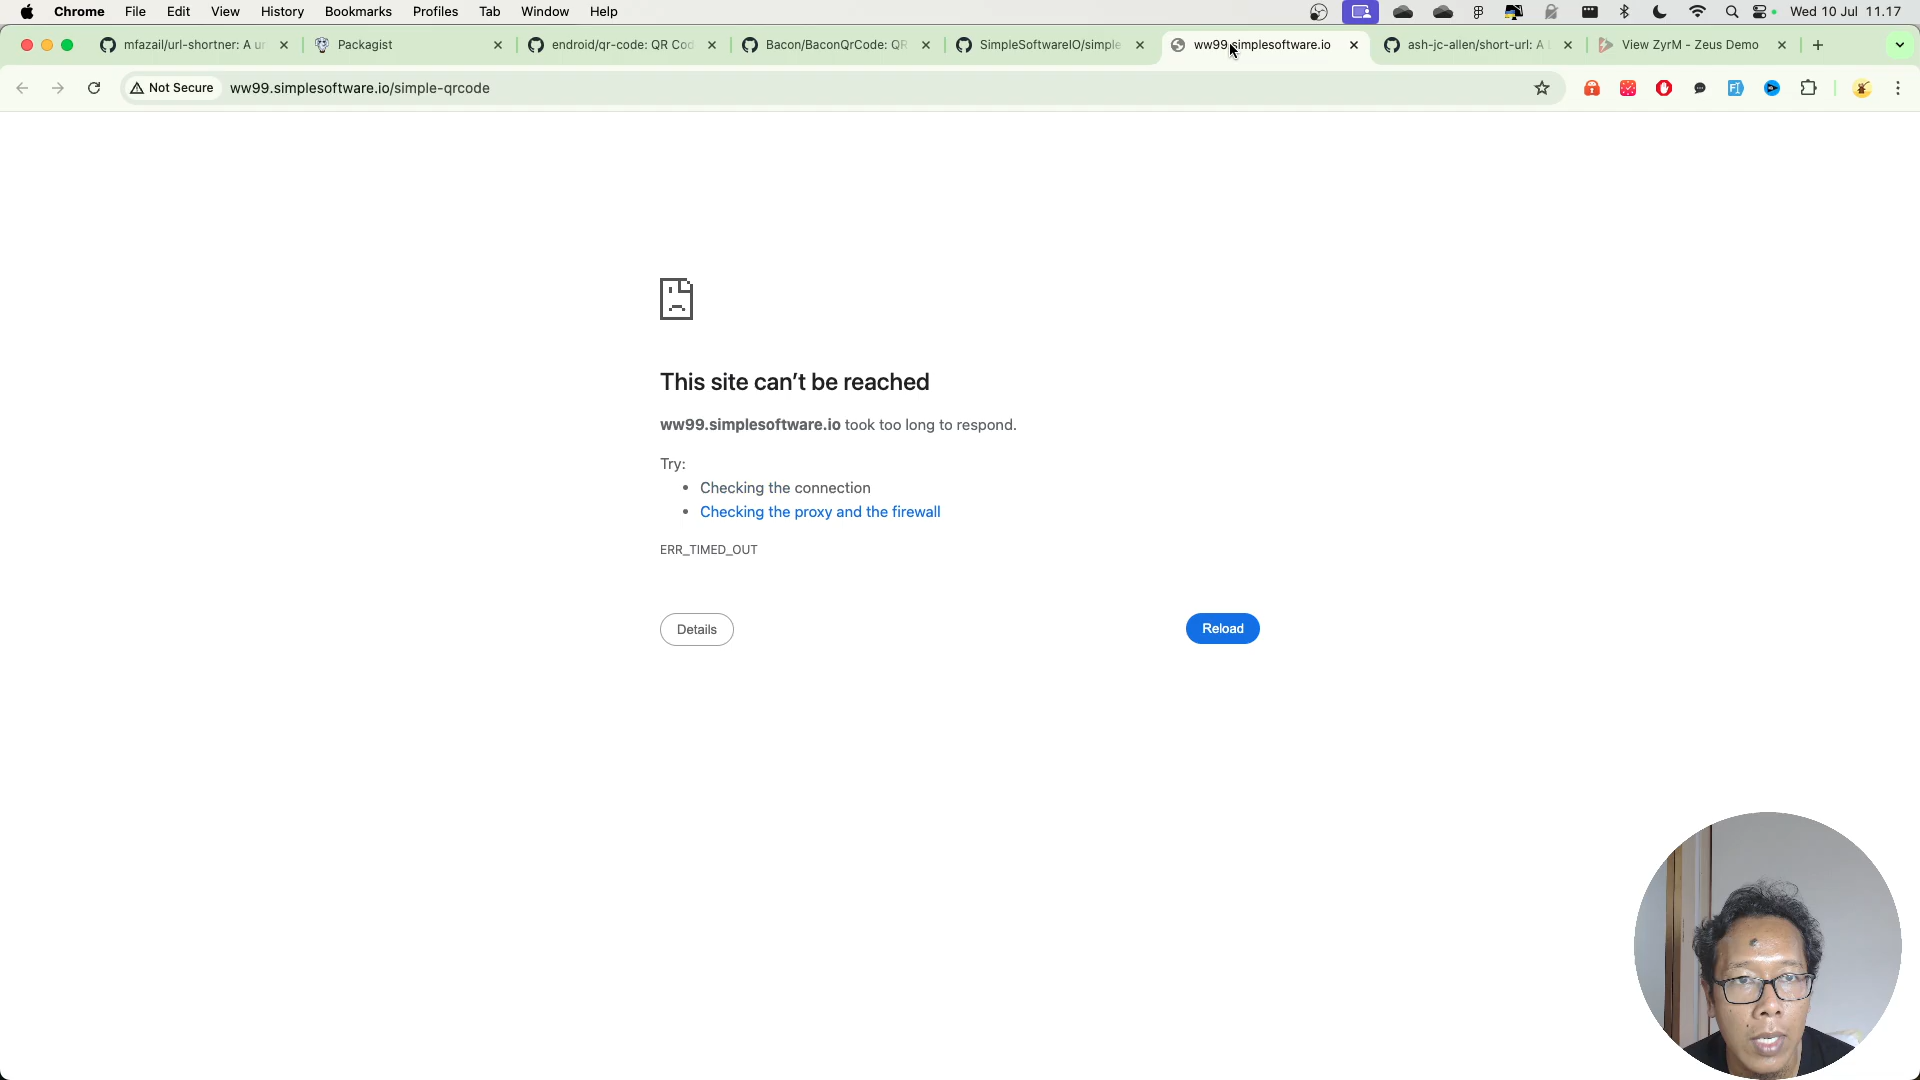 Chrome File Edit View History Bookmarks Profiles Tab Window Help Wed 10 Jul 11.17
mfazail/url-shortner: A ur Packagist endroid/qr-code: QR Cod Bacon/BaconQrCode: QR SimpleSoftwareIO/simple ww99.simplesoftware.io ash-jc-allen/short-url: A View ZyrM - Zeus Demo
Not Secure ww99.simplesoftware.io/simple-qrcode
This site can’t be reached
ww99.simplesoftware.io took too long to respond.
Try:
• Checking the connection
• Checking the proxy and the firewall
ERR_TIMED_OUT
Details Reload